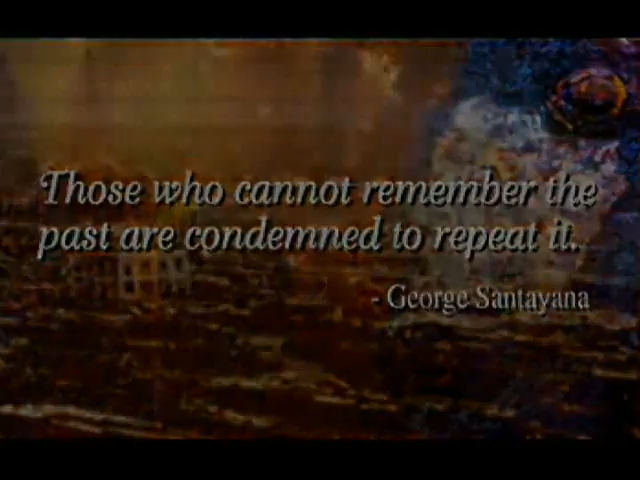 Those who cannot remember the
past are condemned to repeat it.
- George Santayana